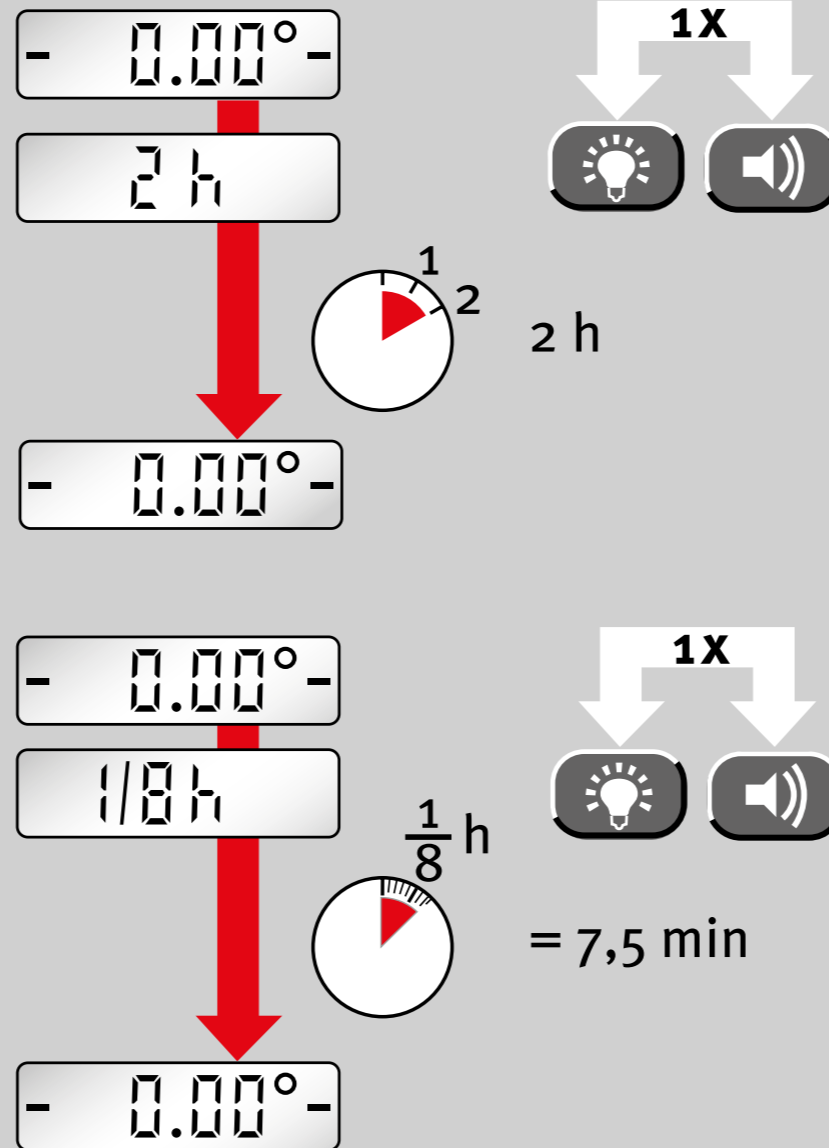 - 0.00° -
1X
2 h
1
2
2 h
- 0.00° -
- 0.00° -
1X
1/8 h
1/8 h
= 7,5 min
- 0.00° -